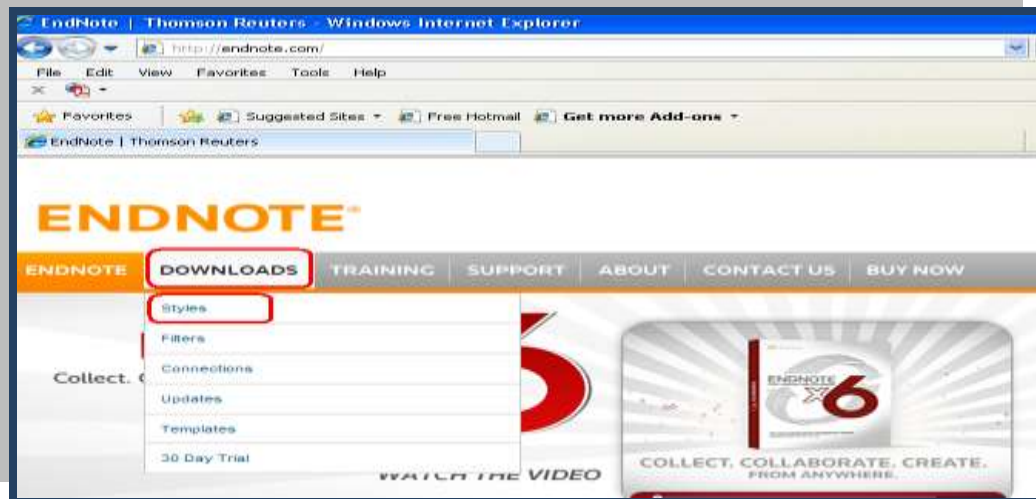 EndNote | Thomson Reuters - Windows Internet Explorer
http://endnote.com/
File Edit View Favorites Tools Help
Favorites Suggested Sites Free Hotmail Get more Add-ons
EndNote | Thomson Reuters
ENDNOTE
ENDNOTE DOWNLOADS TRAINING SUPPORT ABOUT CONTACT US BUY NOW
Styles
Filters
Connections
Updates
Templates
30 Day Trial
Collect.
6
WATCH THE VIDEO
ENDNOTE
X6
COLLECT. COLLABORATE. CREATE.
FROM ANYWHERE.